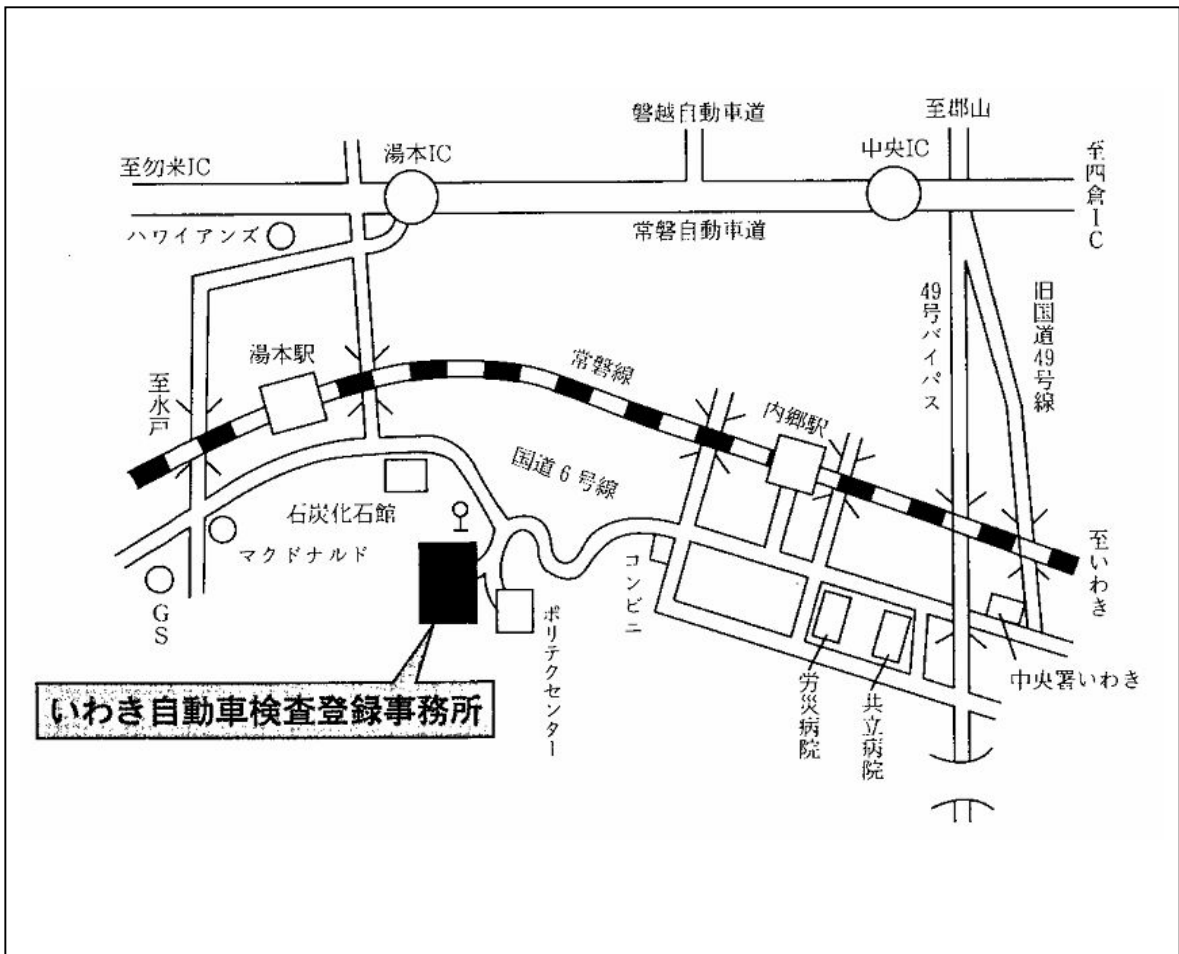 磐越自動車道
至郡山
至勿来IC
湯本IC
中央IC
至四倉IC
ハワイアンズ
常磐自動車道
49号バイパス
旧国道49号線
湯本駅
至水戸
常磐線
内郷駅
国道6号線
石炭化石館
マクドナルド
GS
コンビニ
ポリテクセンター
至いわき
中央署いわき
労災病院
共立病院
いわき自動車検査登録事務所